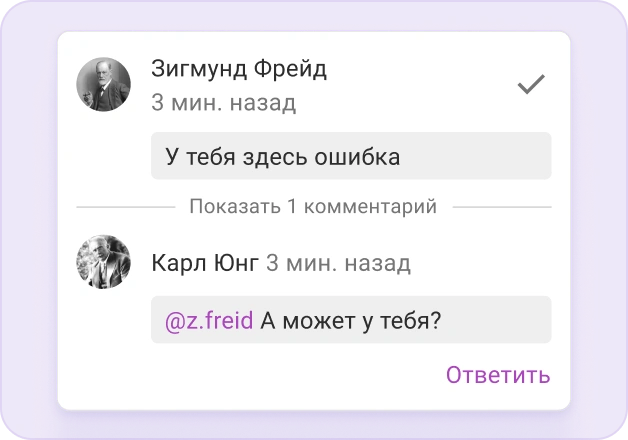 Зигмунд Фрейд
3 мин. назад
У тебя здесь ошибка
Показать 1 комментарий
Карл Юнг 3 мин. назад
@z.freid А может у тебя?
Ответить